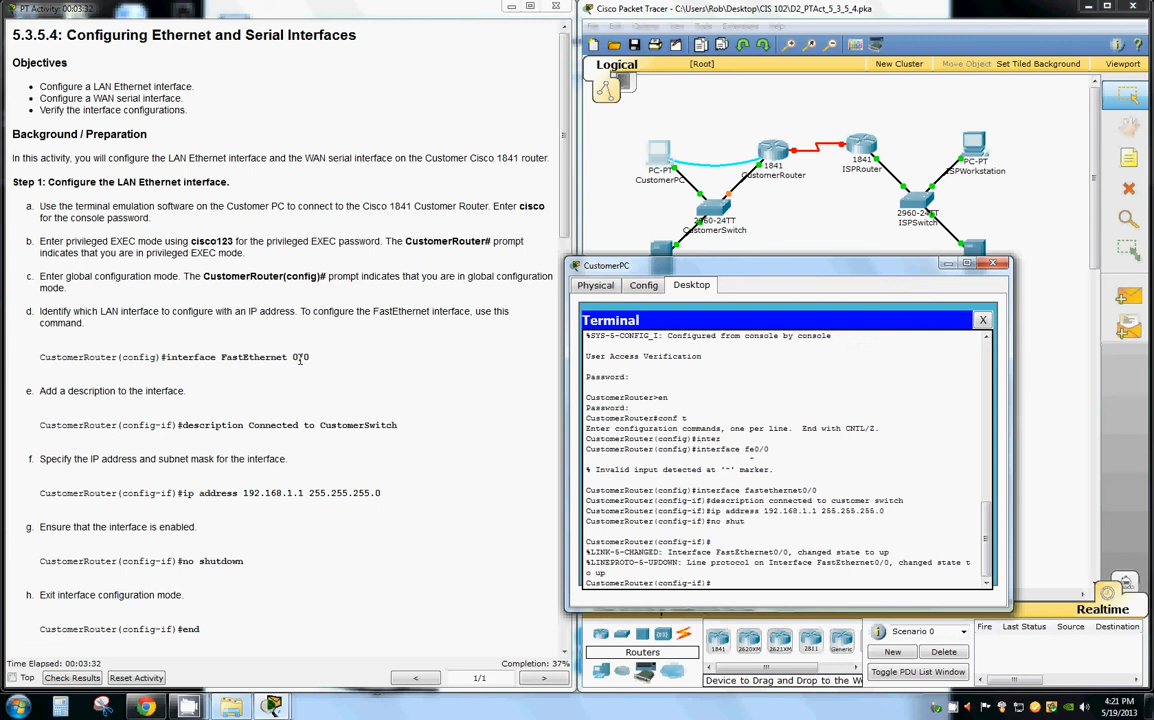 PT Activity: 00:03:32
5.3.5.4: Configuring Ethernet and Serial Interfaces
Objectives
• Configure a LAN Ethernet interface.
• Configure a WAN serial interface.
• Verify the interface configurations.
Background / Preparation
In this activity, you will configure the LAN Ethernet interface and the WAN serial interface on the Customer Cisco 1841 router.
Step 1: Configure the LAN Ethernet interface.
a. Use the terminal emulation software on the Customer PC to connect to the Cisco 1841 Customer Router. Enter cisco
for the console password.
b. Enter privileged EXEC mode using cisco123 for the privileged EXEC password. The CustomerRouter# prompt
indicates that you are in privileged EXEC mode.
c. Enter global configuration mode. The CustomerRouter(config)# prompt indicates that you are in global configuration
mode.
d. Identify which LAN interface to configure with an IP address. To configure the FastEthernet interface, use this
command.
CustomerRouter(config)#interface FastEthernet 0/0
e. Add a description to the interface.
CustomerRouter(config-if)#description Connected to CustomerSwitch
f. Specify the IP address and subnet mask for the interface.
CustomerRouter(config-if)#ip address 192.168.1.1 255.255.255.0
g. Ensure that the interface is enabled.
CustomerRouter(config-if)#no shutdown
h. Exit interface configuration mode.
CustomerRouter(config-if)#end
Time Elapsed: 00:03:32
Completion: 37%
Top
Check Results
Reset Activity
<
1/1
>
Cisco Packet Tracer - C:\Users\Rob\Desktop\CIS 102\D2_PTAct_5_3_5_4.pka
Logical
[Root]
New Cluster
Move Object
Set Tiled Background
Viewport
PC-PT
CustomerPC
1841
CustomerRouter
1841
ISPRouter
PC-PT
ISPWorkstation
2960-24TT
CustomerSwitch
2960-24TT
ISPSwitch
CustomerPC
Physical
Config
Desktop
Terminal
X
%SYS-5-CONFIG_I: Configured from console by console
User Access Verification
Password:
CustomerRouter>en
Password:
CustomerRouter#conf t
Enter configuration commands, one per line.  End with CNTL/Z.
CustomerRouter(config)#inter
CustomerRouter(config)#interface fe0/0
^
% Invalid input detected at '^' marker.
CustomerRouter(config)#interface fastethernet0/0
CustomerRouter(config-if)#description connected to customer switch
CustomerRouter(config-if)#ip address 192.168.1.1 255.255.255.0
CustomerRouter(config-if)#no shut
CustomerRouter(config-if)#
%LINK-5-CHANGED: Interface FastEthernet0/0, changed state to up
%LINEPROTO-5-UPDOWN: Line protocol on Interface FastEthernet0/0, changed state t
o up
CustomerRouter(config-if)#
Realtime
Routers
1841
2620XM
2621XM
2811
Generic
Device to Drag and Drop to the Wo
Scenario 0
New
Delete
Toggle PDU List Window
Fire
Last Status
Source
Destination
4:21 PM
5/19/2013